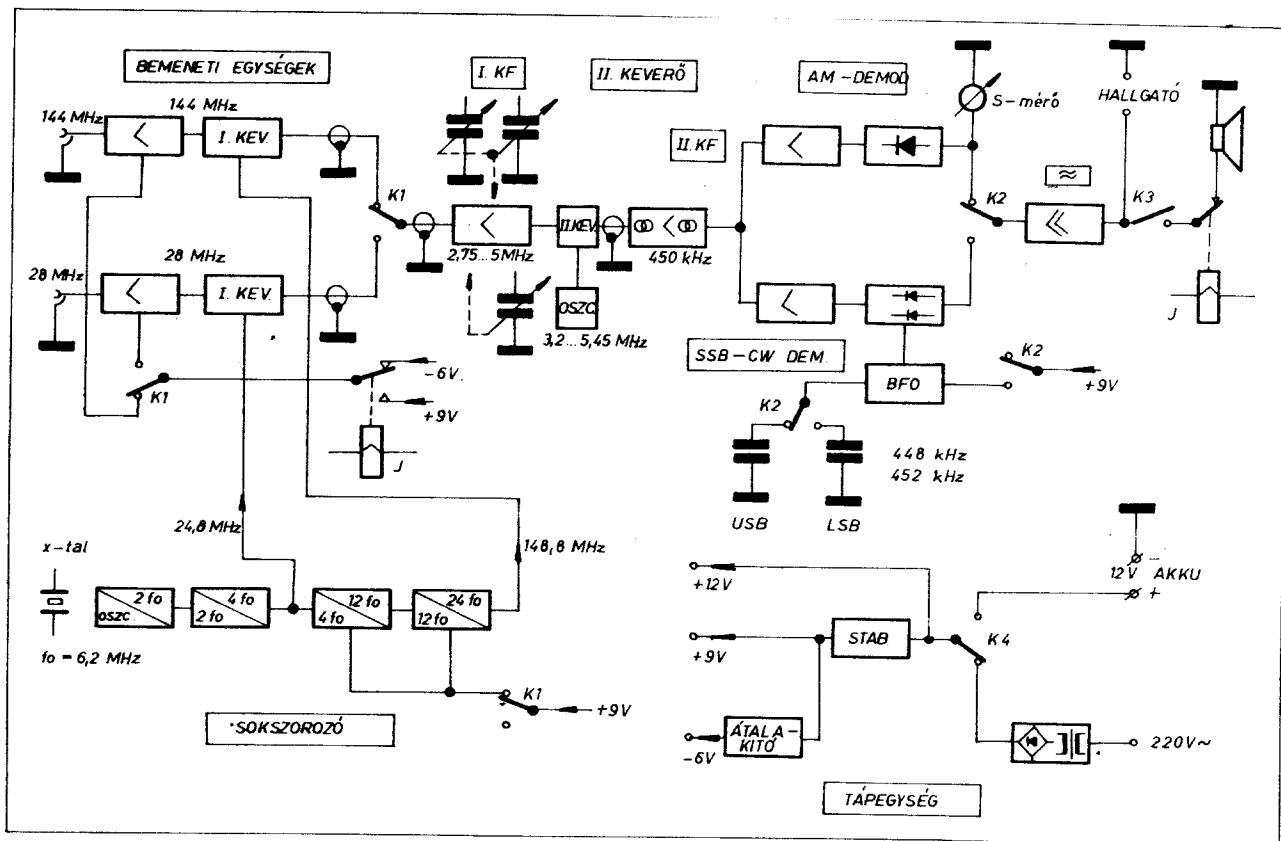 BEMENETI EGYSÉGEK
I. KF
II. KEVERŐ
AM-DEMOD
S-mérő
HALLGATÓ
144 MHz
144 MHz
I. KEV.
K1
II. KF
K2
≈
K3
2,75...5 MHz
II.KEV.
450 kHz
28 MHz
28 MHz
I. KEV.
OSZC.
3,2...5,45 MHz
J
SSB-CW DEM.
BFO
K2
+9V
K1
-6V
+9V
K2
J
448 kHz
452 kHz
USB
LSB
24,8 MHz
148,8 MHz
x-tal
OSZC.
2 fo
2 fo
4 fo
4 fo
12 fo
12 fo
24 fo
fo = 6,2 MHz
K1
+9V
SOKSZOROZÓ
+12V
-
12V AKKU
+
+9V
STAB
K4
-6V
ÁTALA-
KÍTÓ
220V~
TÁPEGYSÉG